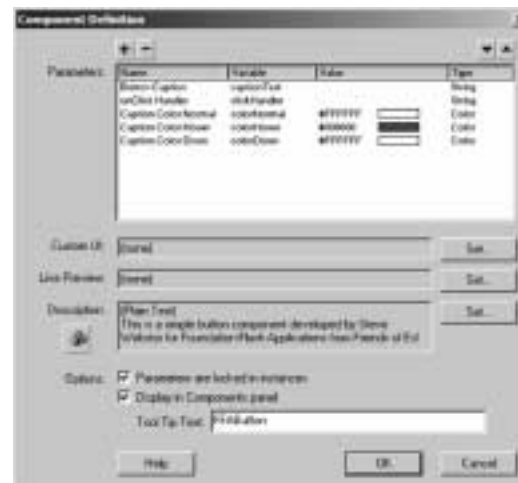 Component Definition
+ −
Parameters: Name Variable Value Type
Button Caption captionText String
onClick Handler clickHandler String
Caption Color Normal colorNormal #FFFFFF Color
Caption Color Hover colorHover Color
Caption Color Down colorDown #FFFFFF Color
Custom UI: (none) Set...
Live Preview: (none) Set...
Description: (Plain Text) Set...
This is a simple button component developed by Steve
Webster for Foundation Flash Applications from Friends of Ed
Options: Parameters are locked in instances
Display in Components panel
Tool Tip Text: FFAButton
Help OK Cancel